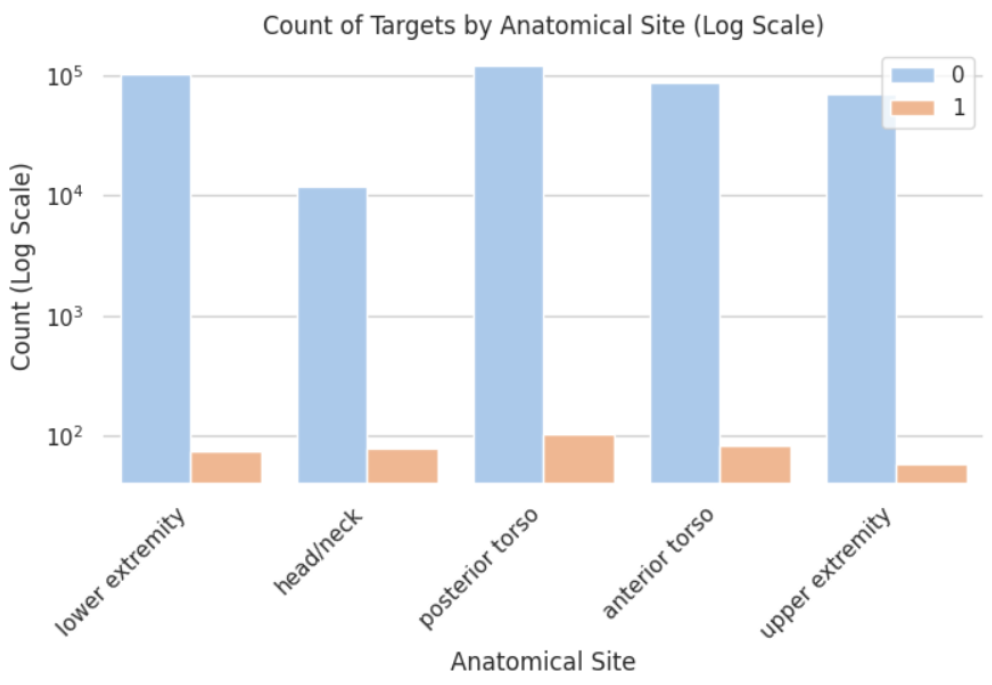 Count of Targets by Anatomical Site (Log Scale)
0
1
Count (Log Scale)
10⁵
10⁴
10³
10²
lower extremity
head/neck
posterior torso
anterior torso
upper extremity
Anatomical Site